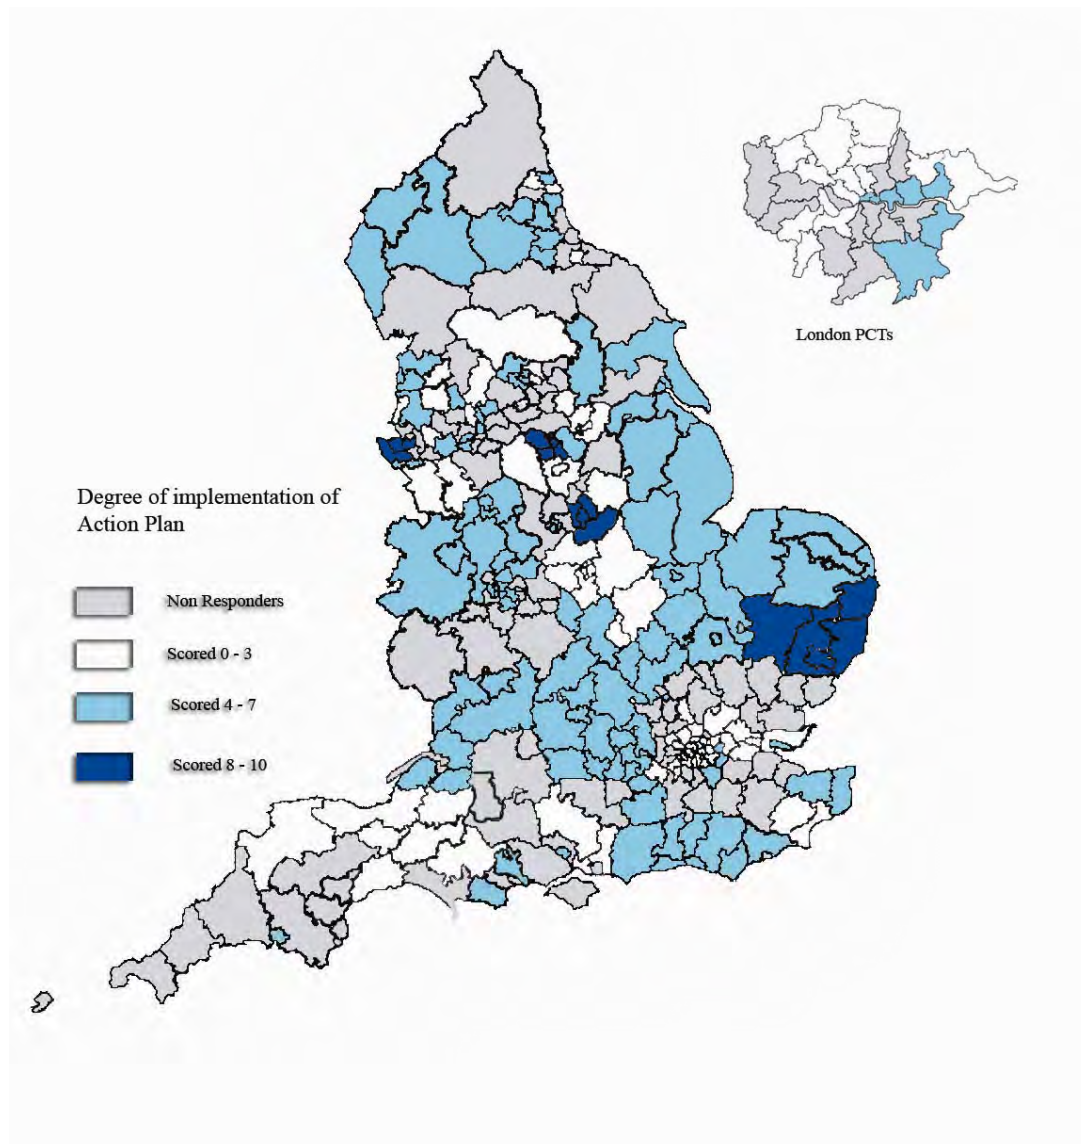 London PCTs
Degree of implementation of
Action Plan
Non Responders
Scored 0 - 3
Scored 4 - 7
Scored 8 - 10